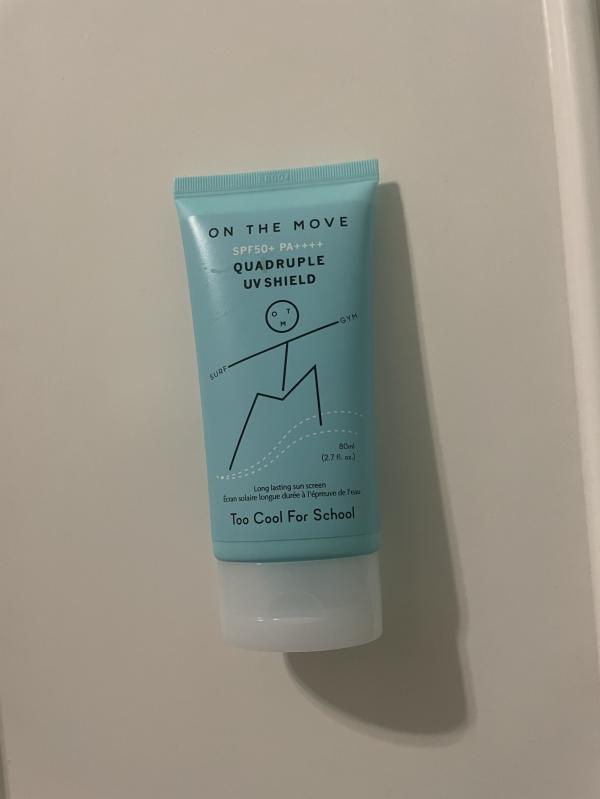 ON THE MOVE
SPF50+ PA++++
QUADRUPLE
UV SHIELD
O T
M
SURF
GYM
80ml
(2.7 fl. oz.)
Long lasting sun screen
Écran solaire longue durée à l'épreuve de l'eau
Too Cool For School